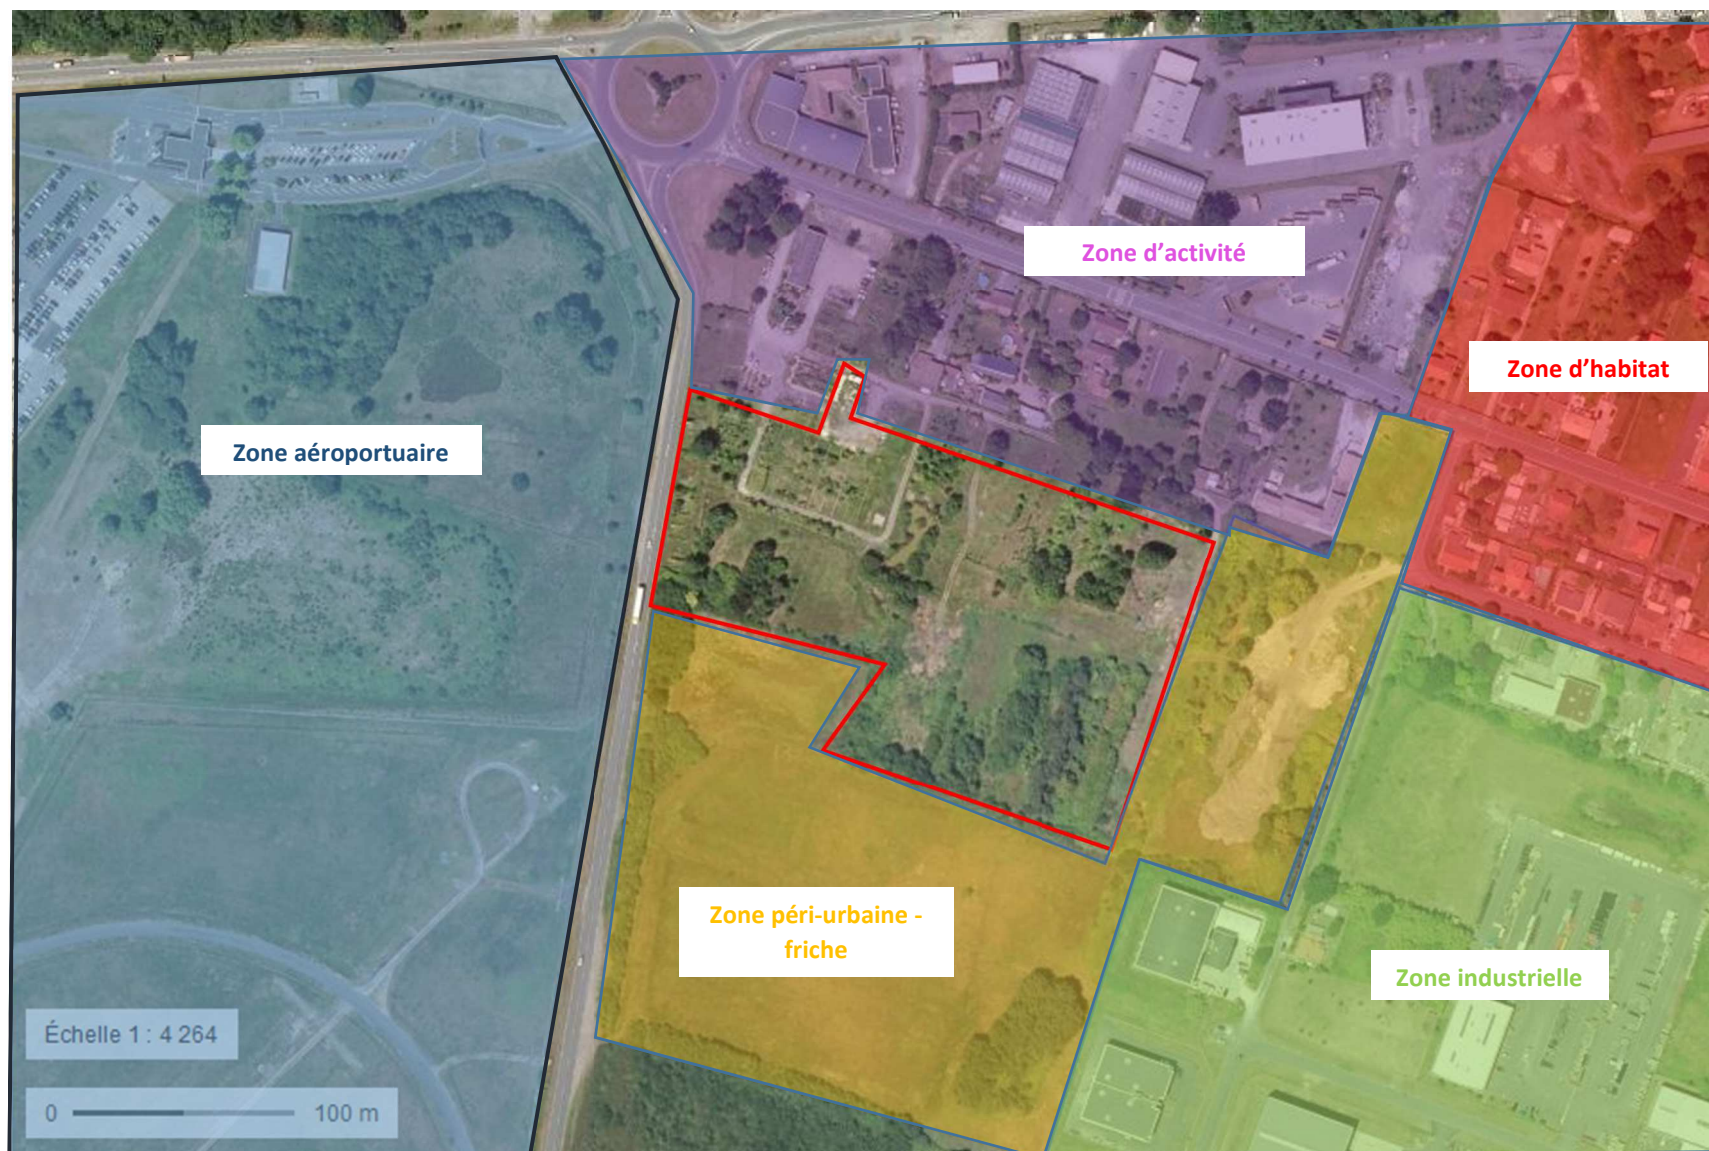 Zone d'activité
Zone d'habitat
Zone aéroportuaire
Zone péri-urbaine -
friche
Zone industrielle
Échelle 1 : 4 264
0 100 m